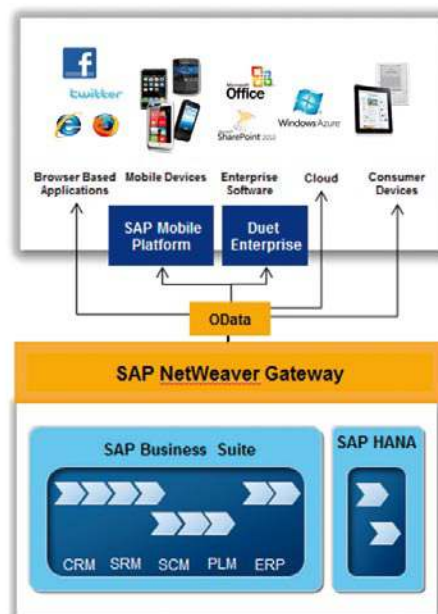 f
twitter
Microsoft
Office
SharePoint 2010
Windows Azure
Browser Based
Applications
Mobile Devices
Enterprise
Software
Cloud
Consumer
Devices
SAP Mobile
Platform
Duet
Enterprise
OData
SAP NetWeaver Gateway
SAP Business Suite
SAP HANA
CRM SRM SCM PLM ERP